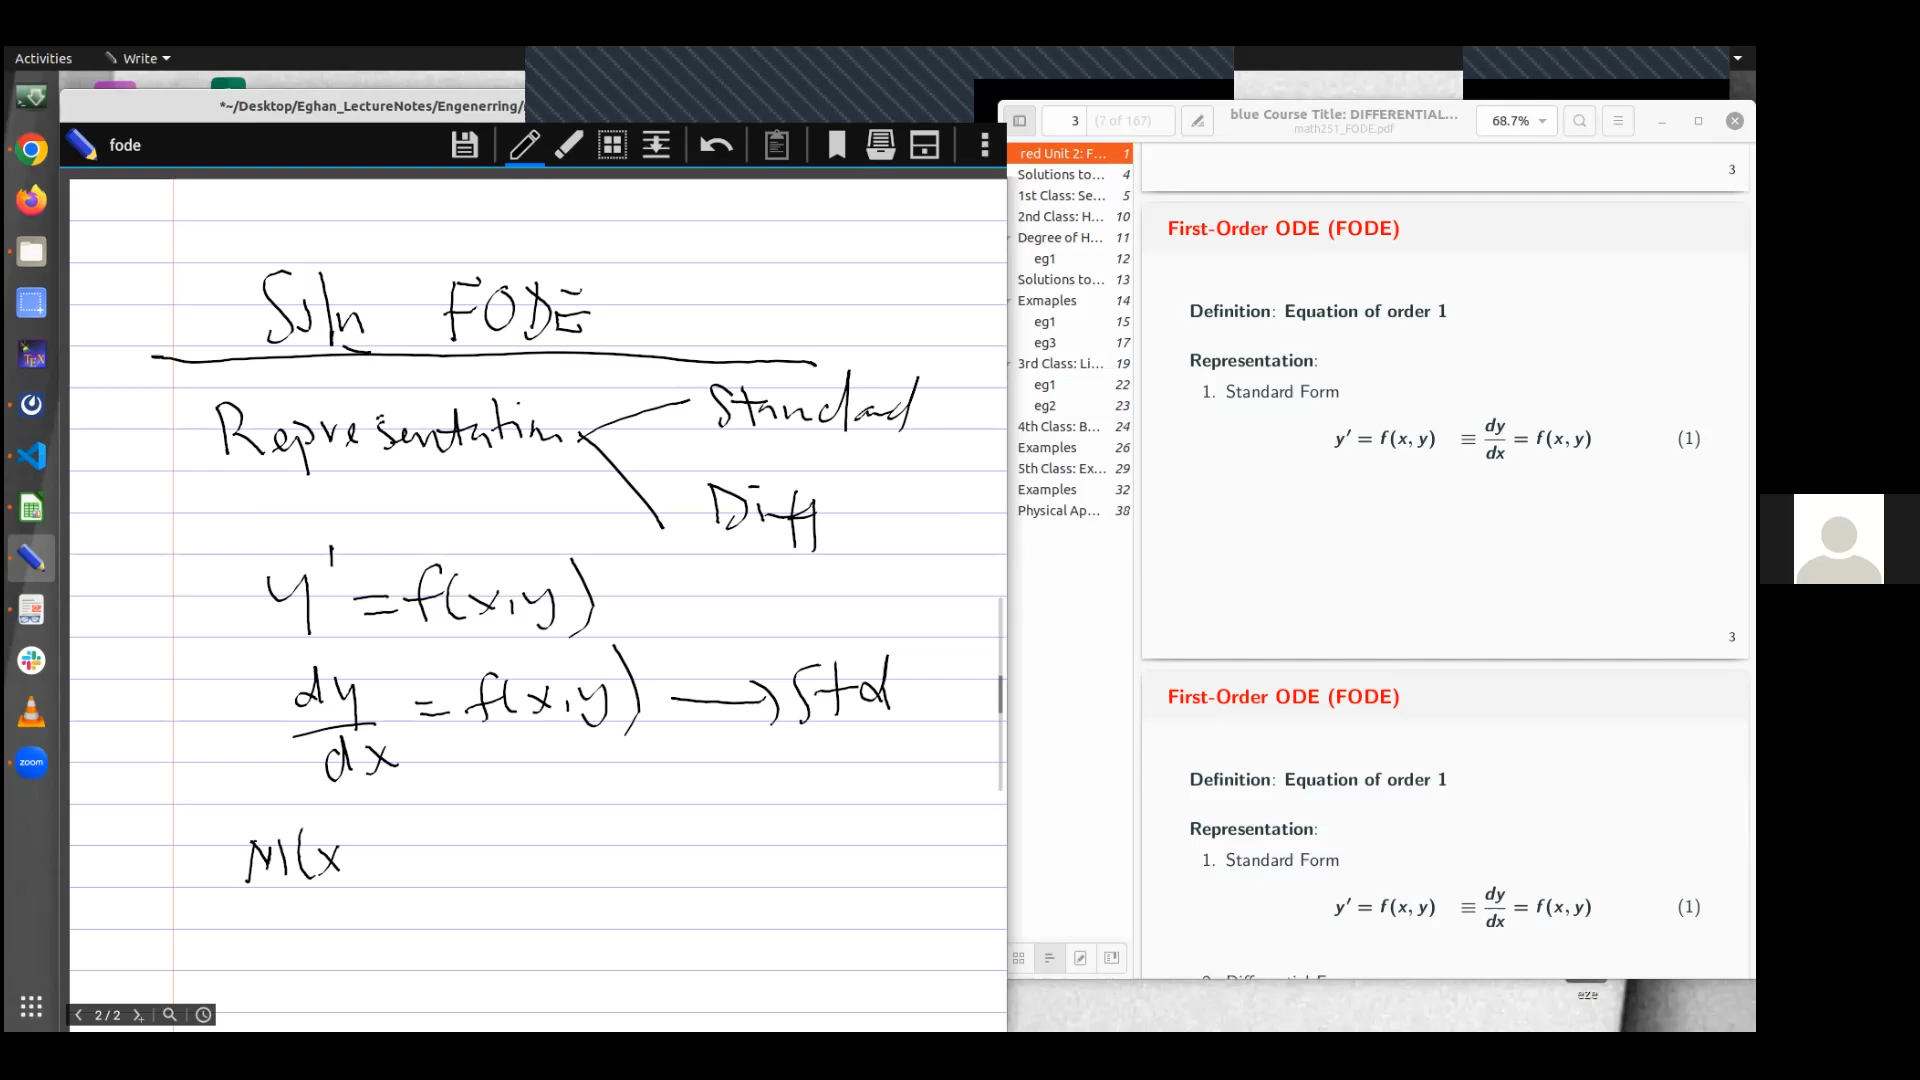 Activities
Write
*~/Desktop/Eghan_LectureNotes/Engenerring/
fode
Soln FODE
Representation
Standard
Diff
y' = f(x,y)
dy/dx = f(x,y) → Std
M(x
2/2
TEX
zoom
3 (7 of 167)
blue Course Title: DIFFERENTIAL...
math251_FODE.pdf
68.7%
red Unit 2: F... 1
Solutions to... 4
1st Class: Se... 5
2nd Class: H... 10
Degree of H... 11
eg1 12
Solutions to... 13
Exmaples 14
eg1 15
eg3 17
3rd Class: Li... 19
eg1 22
eg2 23
4th Class: B... 24
Examples 26
5th Class: Ex... 29
Examples 32
Physical Ap... 38
3
First-Order ODE (FODE)
Definition: Equation of order 1
Representation:
1. Standard Form
y′ = f(x, y) ≡ dy/dx = f(x, y) (1)
3
First-Order ODE (FODE)
Definition: Equation of order 1
Representation:
1. Standard Form
y′ = f(x, y) ≡ dy/dx = f(x, y) (1)
eze